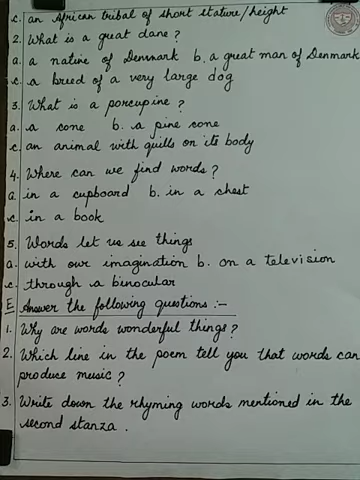 c. an African tribal of short stature/height
2. What is a great dane?
a. a native of Denmark b. a great man of Denmark
c. a breed of a very large dog
3. What is a porcupine?
a. a cone b. a pine cone
c. an animal with quills on its body
4. Where can we find words?
a. in a cupboard b. in a chest
c. in a book
5. Words let us see things
a. with our imagination b. on a television
c. through a binocular
E Answer the following questions:-
1. Why are words wonderful things?
2. Which line in the poem tell you that words can
produce music?
3. Write down the rhyming words mentioned in the
second stanza.